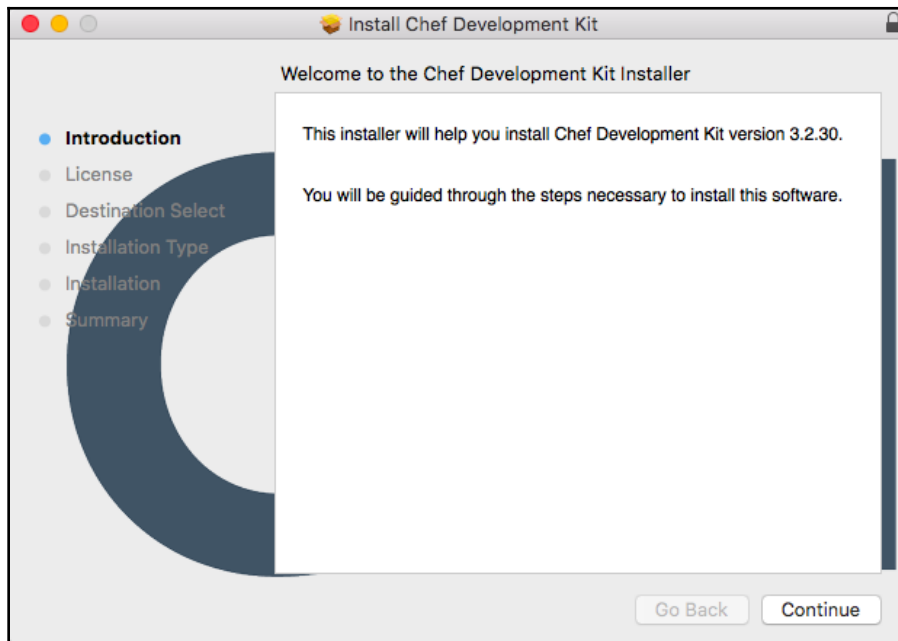 Install Chef Development Kit
Welcome to the Chef Development Kit Installer
Introduction
License
Destination Select
Installation Type
Installation
Summary
This installer will help you install Chef Development Kit version 3.2.30.
You will be guided through the steps necessary to install this software.
Go Back
Continue